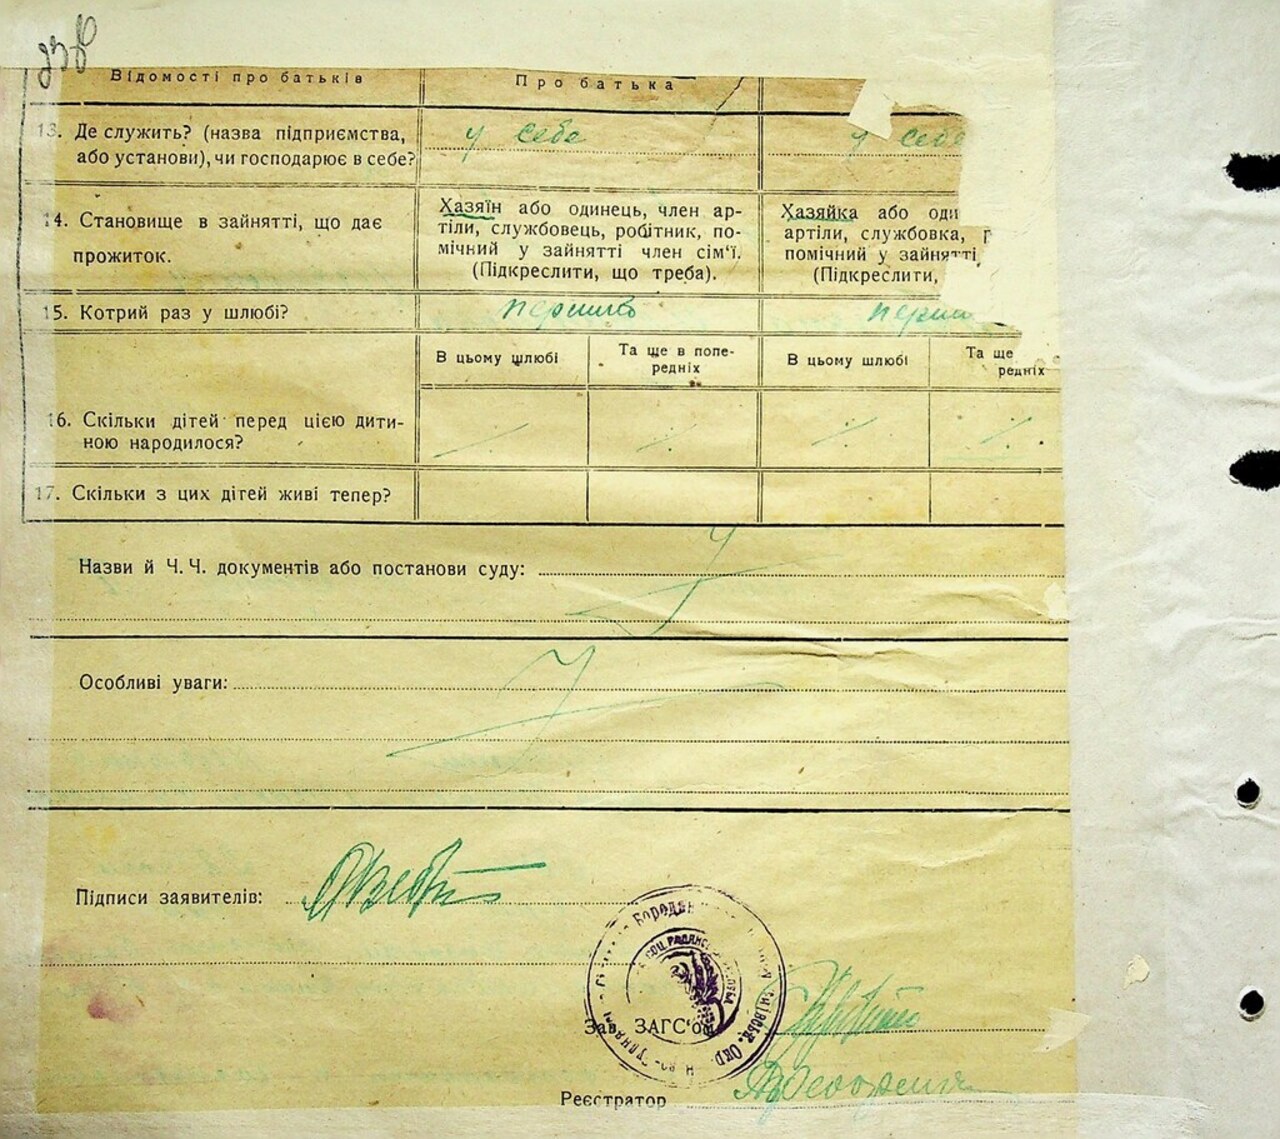 Відомості про батьків
Про батька
13. Де служить? (назва підприємства,
або установи), чи господарює в себе?
у себе
у себе
14. Становище в зайнятті, що дає
прожиток.
Хазяїн або одинець, член ар-
тіли, службовець, робітник, по-
мічний у зайнятті член сім'ї.
(Підкреслити, що треба).
Хазяйка або оди
артіли, службовка,
помічний у зайнятті
(Підкреслити,
15. Котрий раз у шлюбі?
В цьому шлюбі
Та ще в попе-
редніх
В цьому шлюбі
Та ще
редніх
16. Скільки дітей перед цією дити-
ною народилося?
17. Скільки з цих дітей живі тепер?
Назви й Ч. Ч. документів або постанови суду:
Особливі уваги:
Підписи заявителів:
Зав. ЗАГС'ом
Реєстратор